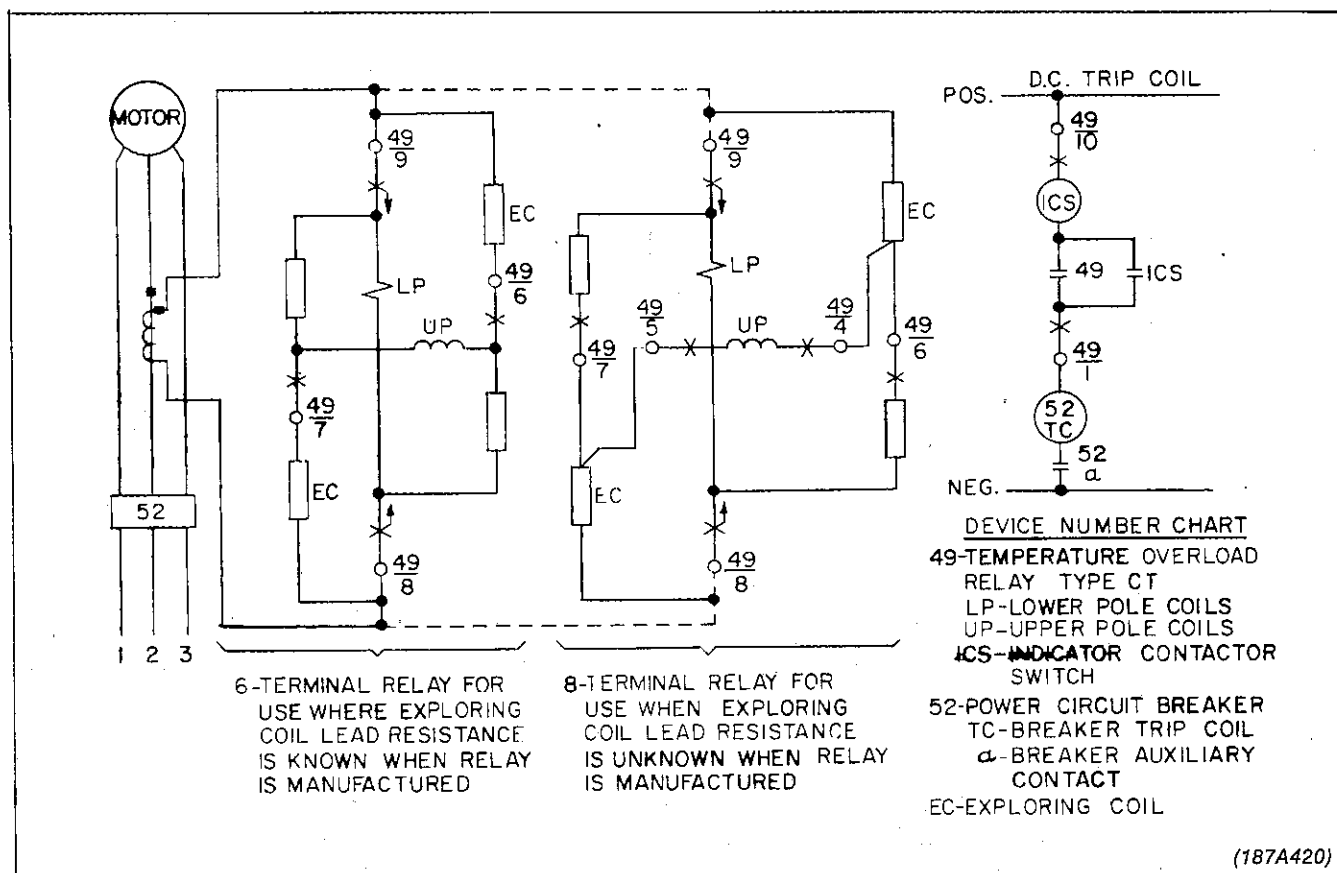 MOTOR
52
1 2 3
49
9
EC
49
6
LP
UP
49
7
EC
49
8
6-TERMINAL RELAY FOR
USE WHERE EXPLORING
COIL LEAD RESISTANCE
IS KNOWN WHEN RELAY
IS MANUFACTURED
49
9
EC
LP
49
5
UP
49
4
49
6
49
7
EC
49
8
8-TERMINAL RELAY FOR
USE WHEN EXPLORING
COIL LEAD RESISTANCE
IS UNKNOWN WHEN RELAY
IS MANUFACTURED
D.C. TRIP COIL
POS.
49
10
ICS
49
ICS
49
1
52
TC
52
a
NEG.
DEVICE NUMBER CHART
49-TEMPERATURE OVERLOAD
RELAY TYPE CT
LP-LOWER POLE COILS
UP-UPPER POLE COILS
ICS-INDICATOR CONTACTOR
SWITCH
52-POWER CIRCUIT BREAKER
TC-BREAKER TRIP COIL
a-BREAKER AUXILIARY
CONTACT
EC-EXPLORING COIL
(187A420)